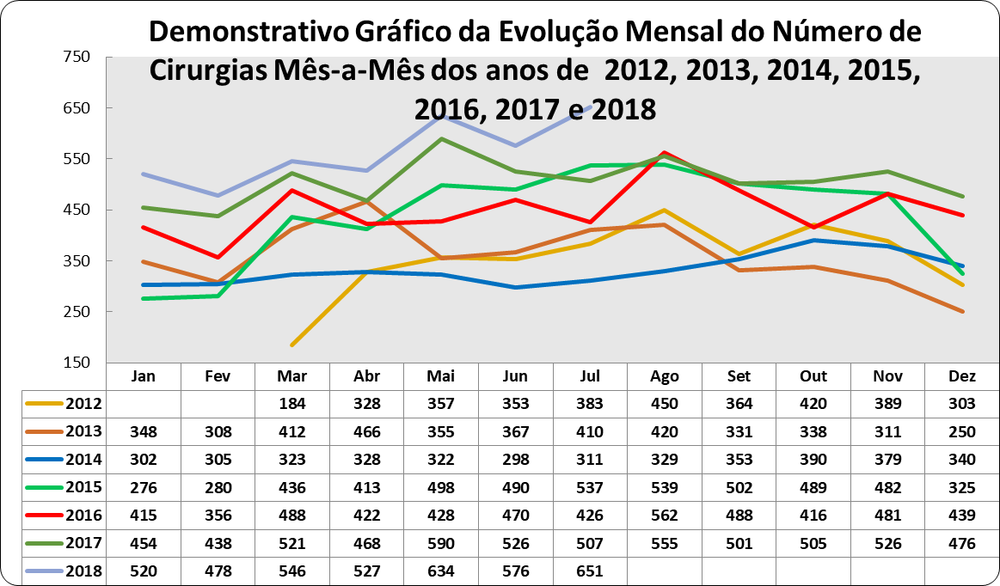 Demonstrativo Gráfico da Evolução Mensal do Número de
Cirurgias Mês-a-Mês dos anos de 2012, 2013, 2014, 2015,
2016, 2017 e 2018
750
650
550
450
350
250
150
Jan Fev Mar Abr Mai Jun Jul Ago Set Out Nov Dez
2012 184 328 357 353 383 450 364 420 389 303
2013 348 308 412 466 355 367 410 420 331 338 311 250
2014 302 305 323 328 322 298 311 329 353 390 379 340
2015 276 280 436 413 498 490 537 539 502 489 482 325
2016 415 356 488 422 428 470 426 562 488 416 481 439
2017 454 438 521 468 590 526 507 555 501 505 526 476
2018 520 478 546 527 634 576 651